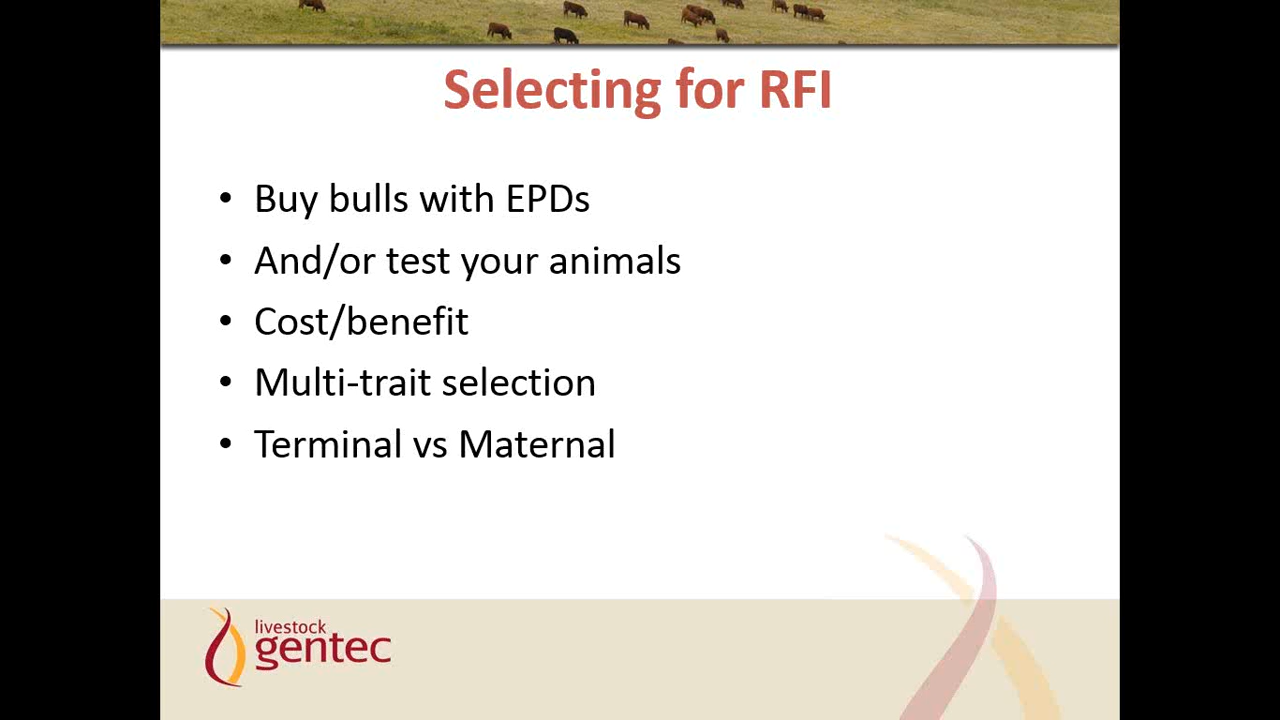 Selecting for RFI
• Buy bulls with EPDs
• And/or test your animals
• Cost/benefit
• Multi-trait selection
• Terminal vs Maternal
livestock
gentec